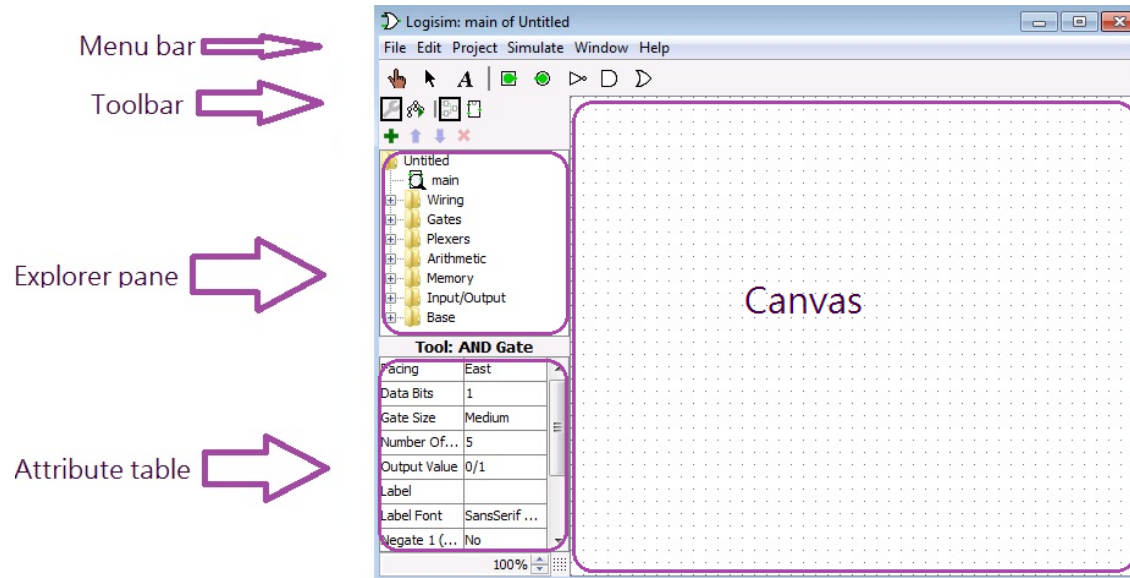 Logisim: main of Untitled
Menu bar
File Edit Project Simulate Window Help
A
Toolbar
Untitled
main
Wiring
Gates
Plexers
Explorer pane
Arithmetic
Memory
Input/Output
Base
Canvas
Tool: AND Gate
Facing East
Data Bits 1
Gate Size Medium
Number Of... 5
Attribute table
Output Value 0/1
Label
Label Font SansSerif ...
Negate 1 (... No
100%